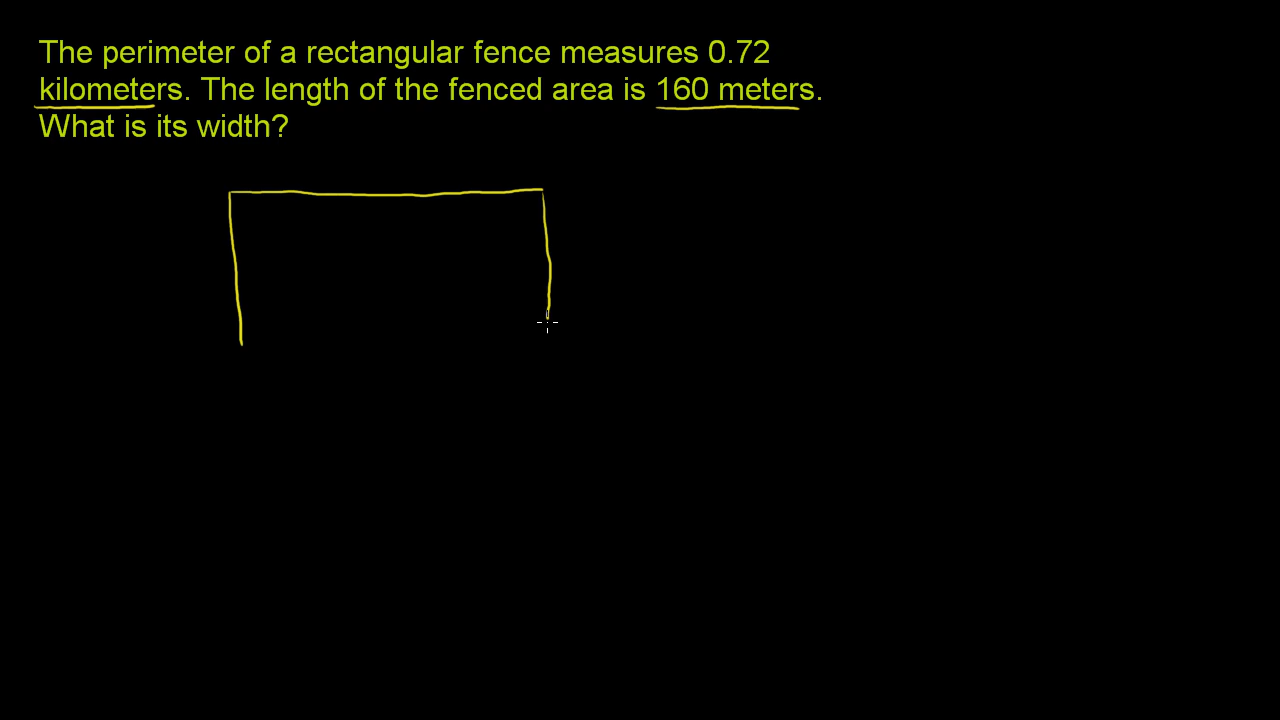 The perimeter of a rectangular fence measures 0.72
kilometers. The length of the fenced area is 160 meters.
What is its width?